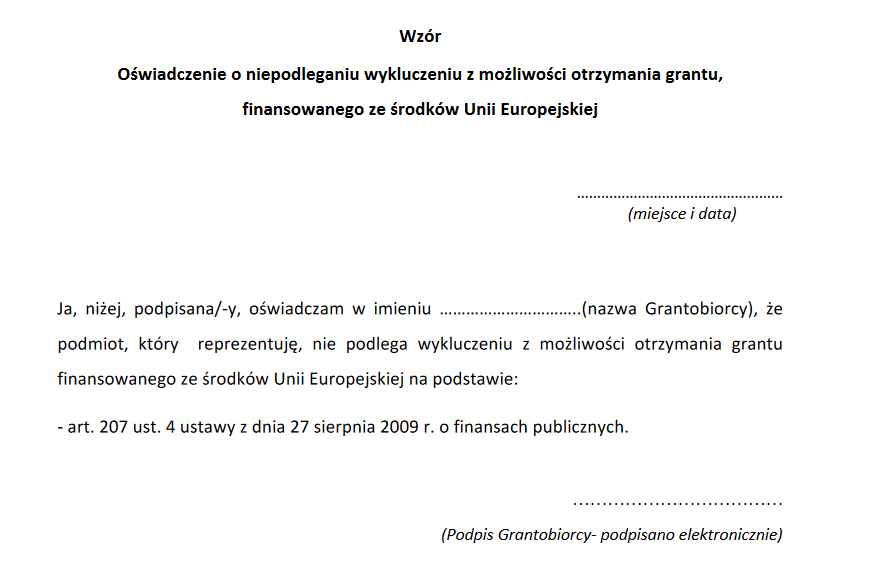 Wzór
Oświadczenie o niepodleganiu wykluczeniu z możliwości otrzymania grantu,
finansowanego ze środków Unii Europejskiej
……………………………………………
(miejsce i data)
Ja, niżej, podpisana/-y, oświadczam w imieniu …………………………..(nazwa Grantobiorcy), że
podmiot, który reprezentuję, nie podlega wykluczeniu z możliwości otrzymania grantu
finansowanego ze środków Unii Europejskiej na podstawie:
- art. 207 ust. 4 ustawy z dnia 27 sierpnia 2009 r. o finansach publicznych.
....................................
(Podpis Grantobiorcy- podpisano elektronicznie)